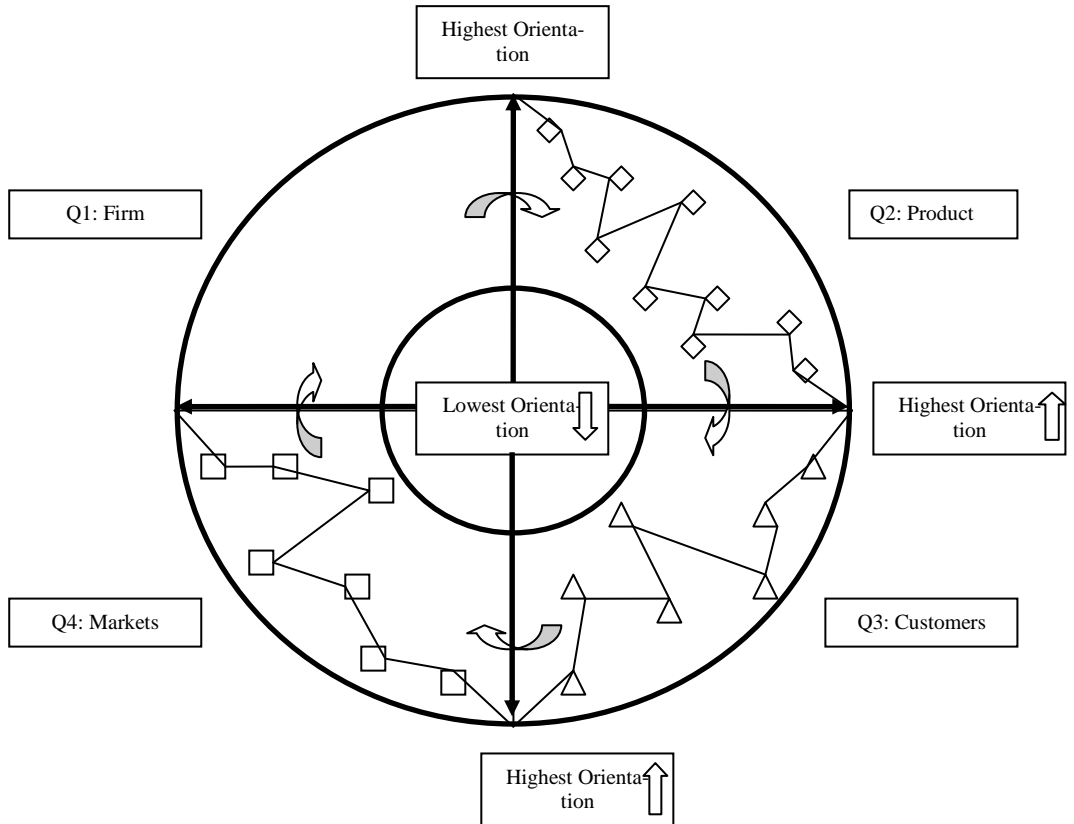 Highest Orienta-
tion
Q1: Firm
Q2: Product
Lowest Orienta-
tion
Highest Orienta-
tion
Q4: Markets
Q3: Customers
Highest Orienta-
tion